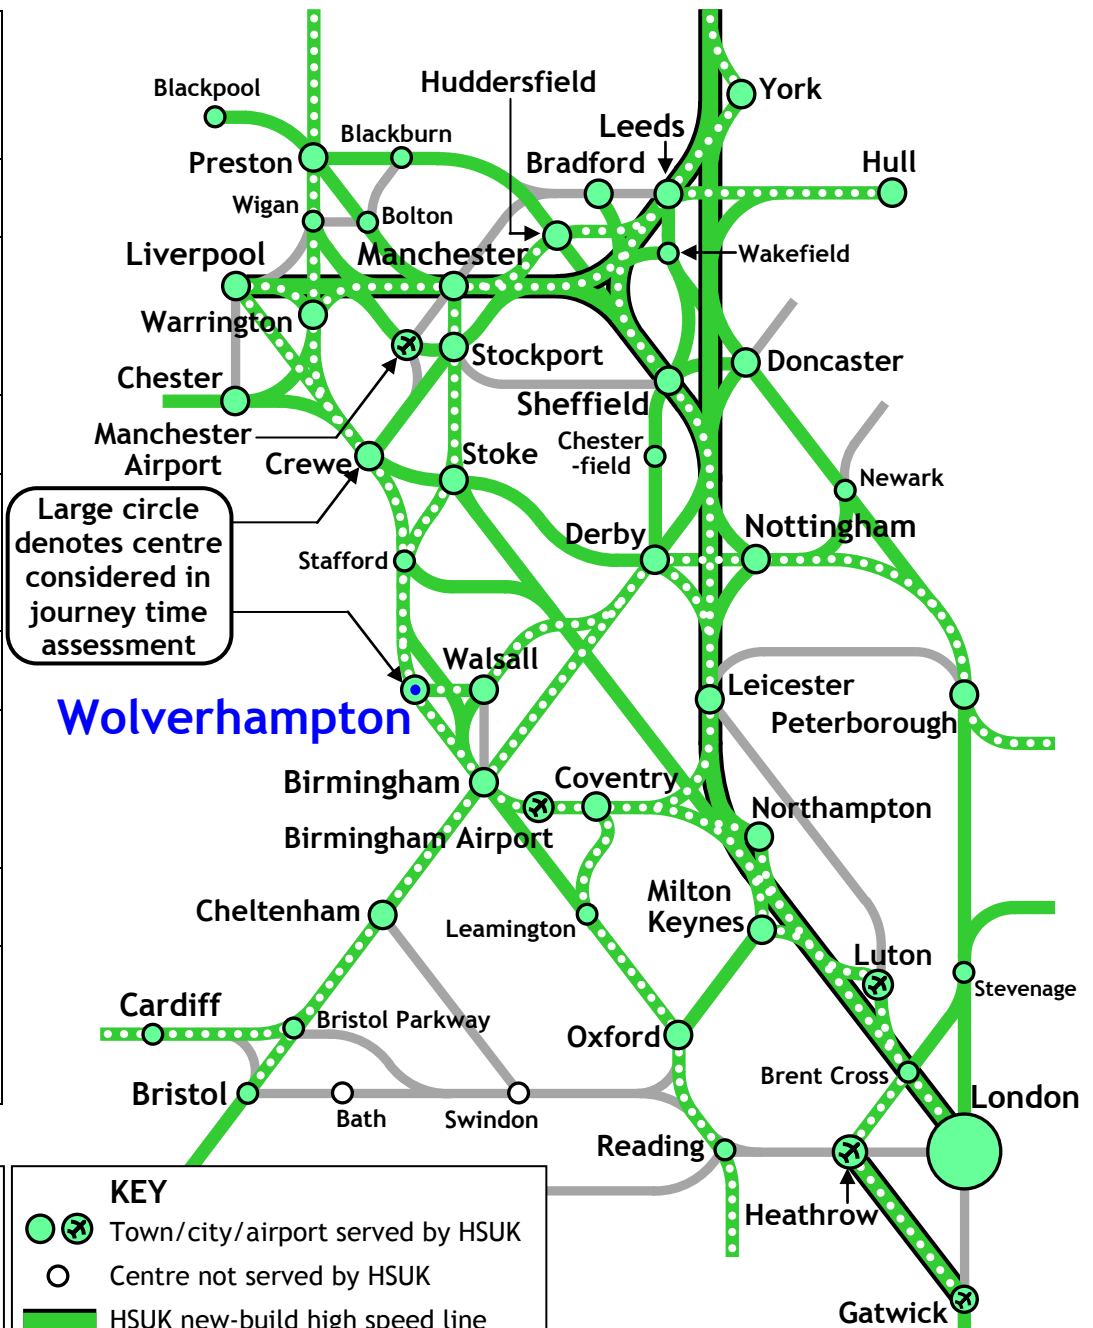 Huddersfield
Blackpool
York
Leeds
Blackburn
Bradford
Hull
Preston
Wigan
Bolton
Liverpool
Manchester
Wakefield
Warrington
Stockport
Doncaster
Chester
Sheffield
Manchester
Airport
Chester
-field
Crewe
Stoke
Newark
Large circle
denotes centre
considered in
journey time
assessment
Derby
Nottingham
Stafford
Walsall
Leicester
Wolverhampton
Peterborough
Birmingham
Coventry
Northampton
Birmingham Airport
Milton
Keynes
Cheltenham
Leamington
Luton
Stevenage
Cardiff
Bristol Parkway
Oxford
Brent Cross
Bristol
Bath
Swindon
London
Reading
Heathrow
Gatwick
KEY
Town/city/airport served by HSUK
Centre not served by HSUK
HSUK new-build high speed line